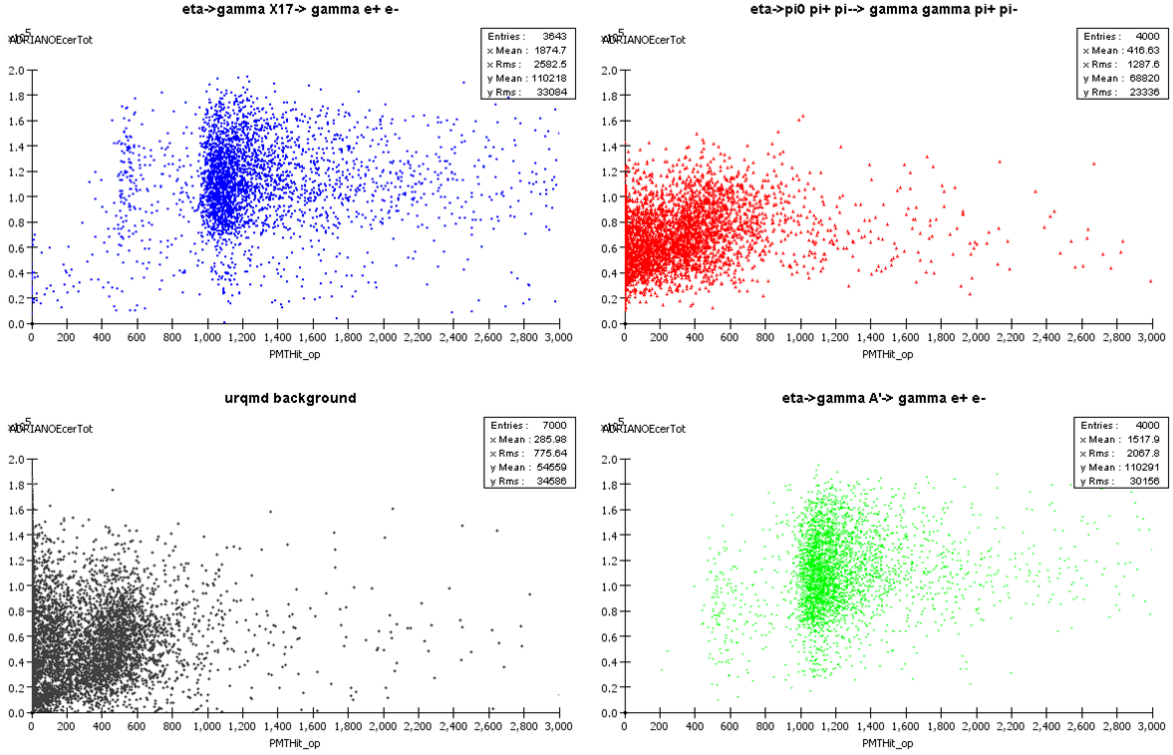 eta->gamma X17-> gamma e+ e-
ADRIANOEcerTot
Entries : 3643
x Mean : 1874.7
x Rms : 2582.5
y Mean : 110218
y Rms : 33084
2.0
1.8
1.6
1.4
1.2
1.0
0.8
0.6
0.4
0.2
0.0
0 200 400 600 800 1,000 1,200 1,400 1,600 1,800 2,000 2,200 2,400 2,600 2,800 3,000
PMTHit_op
eta->pi0 pi+ pi--> gamma gamma pi+ pi-
ADRIANOEcerTot
Entries : 4000
x Mean : 416.63
x Rms : 1287.6
y Mean : 68820
y Rms : 23336
2.0
1.8
1.6
1.4
1.2
1.0
0.8
0.6
0.4
0.2
0.0
0 200 400 600 800 1,000 1,200 1,400 1,600 1,800 2,000 2,200 2,400 2,600 2,800 3,000
PMTHit_op
urqmd background
ADRIANOEcerTot
Entries : 7000
x Mean : 285.98
x Rms : 775.64
y Mean : 54559
y Rms : 34586
2.0
1.8
1.6
1.4
1.2
1.0
0.8
0.6
0.4
0.2
0.0
0 200 400 600 800 1,000 1,200 1,400 1,600 1,800 2,000 2,200 2,400 2,600 2,800 3,000
PMTHit_op
eta->gamma A'-> gamma e+ e-
ADRIANOEcerTot
Entries : 4000
x Mean : 1517.9
x Rms : 2067.8
y Mean : 110291
y Rms : 30156
2.0
1.8
1.6
1.4
1.2
1.0
0.8
0.6
0.4
0.2
0.0
0 200 400 600 800 1,000 1,200 1,400 1,600 1,800 2,000 2,200 2,400 2,600 2,800 3,000
PMTHit_op